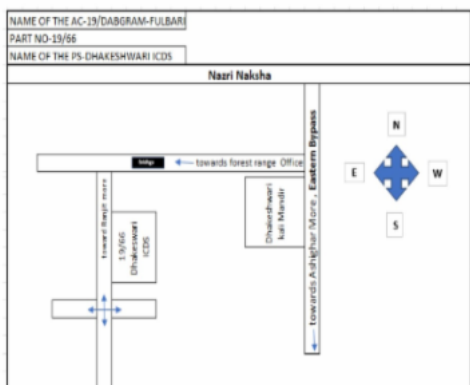 NAME OF THE AC-19/DABGRAM-FULBARI
PART NO-19/66
NAME OF THE PS-DHAKESHWARI ICDS
Nazri Naksha
N
towards forest range Office
E
W
S
toward Ranjit more
19/66
Dhakeswari
ICDS
Dhakeshwari
kali Mandir
towards Ashighar More , Eastern Bypass